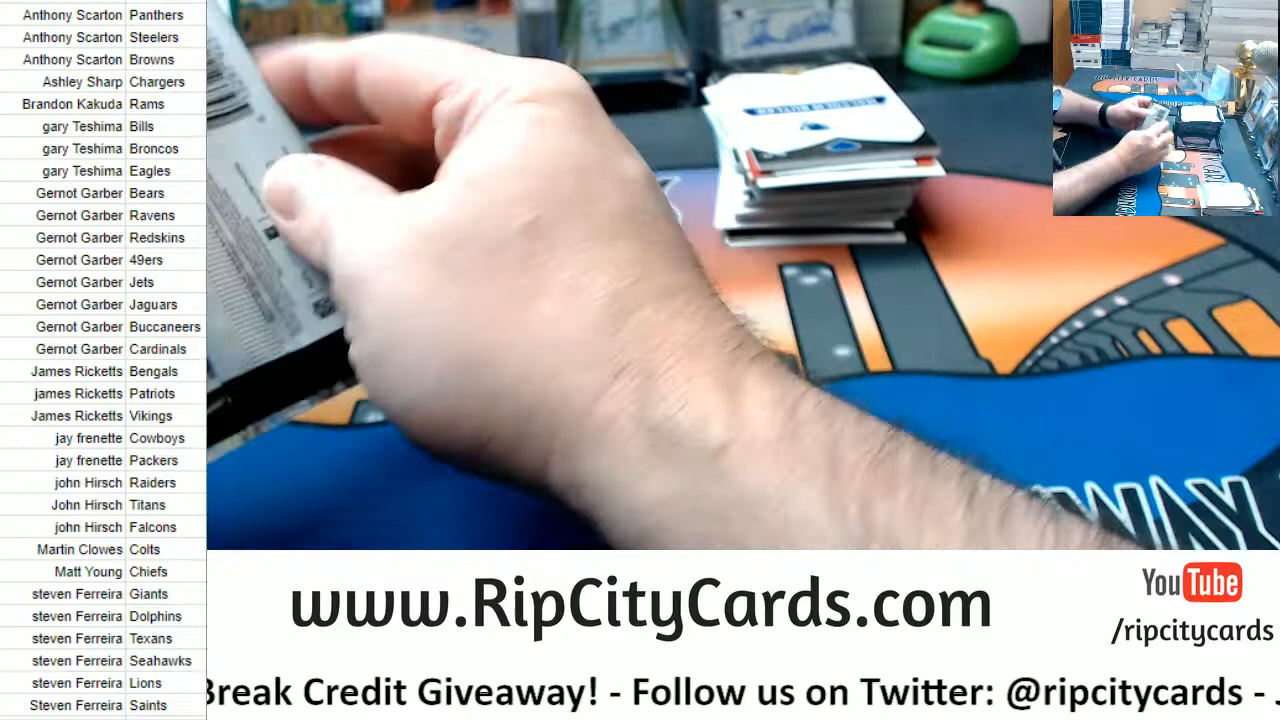 Anthony Scarton Panthers
Anthony Scarton Steelers
Anthony Scarton Browns
Ashley Sharp Chargers
Brandon Kakuda Rams
gary Teshima Bills
gary Teshima Broncos
gary Teshima Eagles
Gernot Garber Bears
Gernot Garber Ravens
Gernot Garber Redskins
Gernot Garber 49ers
Gernot Garber Jets
Gernot Garber Jaguars
Gernot Garber Buccaneers
Gernot Garber Cardinals
James Ricketts Bengals
james Ricketts Patriots
James Ricketts Vikings
jay frenette Cowboys
jay frenette Packers
john Hirsch Raiders
John Hirsch Titans
john Hirsch Falcons
Martin Clowes Colts
Matt Young Chiefs
steven Ferreira Giants
steven Ferreira Dolphins
steven Ferreira Texans
steven Ferreira Seahawks
steven Ferreira Lions
Steven Ferreira Saints
WAY
www.RipCityCards.com
YouTube
/ripcitycards
Break Credit Giveaway! - Follow us on Twitter: @ripcitycards -